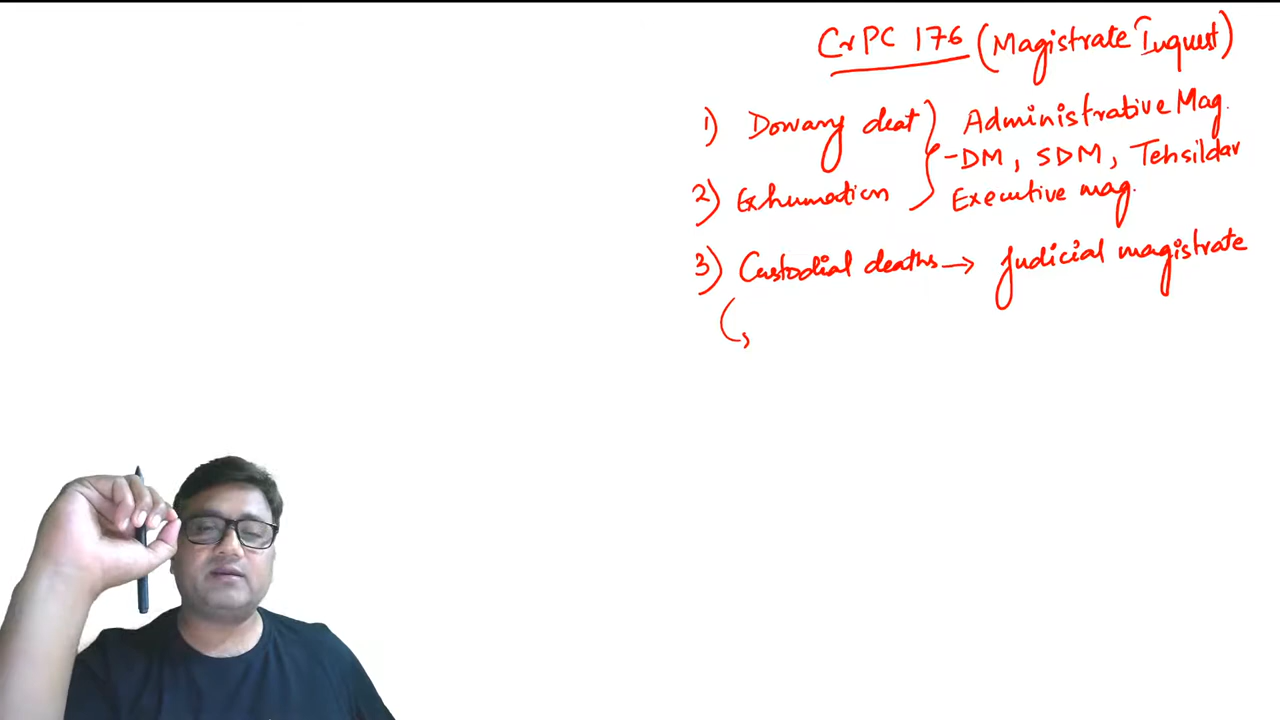 CrPC 176 (Magistrate Inquest)
1) Dowary deat } Administrative Mag.
- DM, SDM, Tehsildar
2) Exhumation Executive mag.
3) Custodial deaths → Judicial magistrate